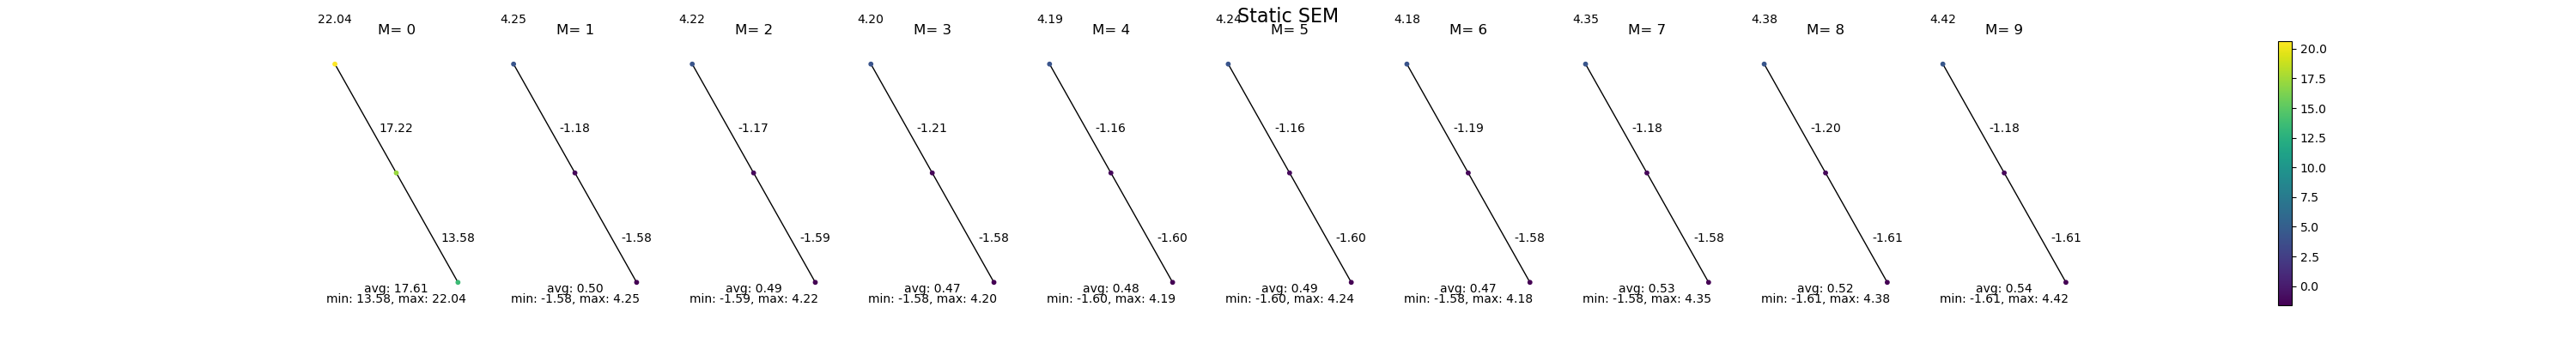 Static SEM
22.04 4.25 4.22 4.20 4.19 4.24 4.18 4.35 4.38 4.42
M= 0 M= 1 M= 2 M= 3 M= 4 M= 5 M= 6 M= 7 M= 8 M= 9
17.22 -1.18 -1.17 -1.21 -1.16 -1.16 -1.19 -1.18 -1.20 -1.18
13.58 -1.58 -1.59 -1.58 -1.60 -1.60 -1.58 -1.58 -1.61 -1.61
avg: 17.61 avg: 0.50 avg: 0.49 avg: 0.47 avg: 0.48 avg: 0.49 avg: 0.47 avg: 0.53 avg: 0.52 avg: 0.54
min: 13.58, max: 22.04 min: -1.58, max: 4.25 min: -1.59, max: 4.22 min: -1.58, max: 4.20 min: -1.60, max: 4.19 min: -1.60, max: 4.24 min: -1.58, max: 4.18 min: -1.58, max: 4.35 min: -1.61, max: 4.38 min: -1.61, max: 4.42
20.0
17.5
15.0
12.5
10.0
7.5
5.0
2.5
0.0